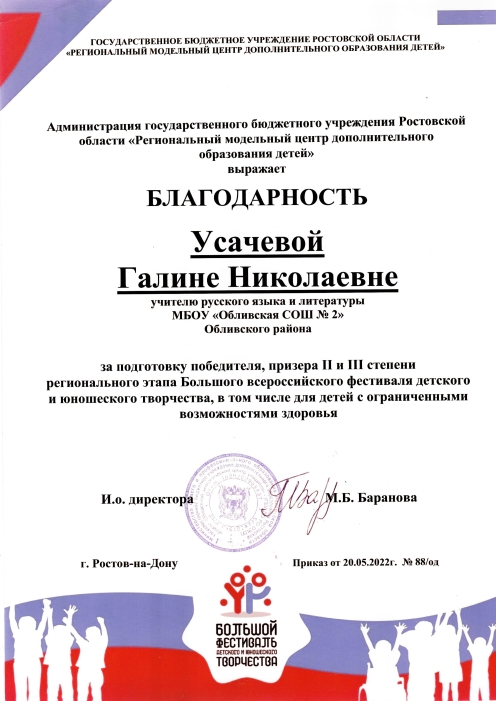 ГОСУДАРСТВЕННОЕ БЮДЖЕТНОЕ УЧРЕЖДЕНИЕ РОСТОВСКОЙ ОБЛАСТИ
«РЕГИОНАЛЬНЫЙ МОДЕЛЬНЫЙ ЦЕНТР ДОПОЛНИТЕЛЬНОГО ОБРАЗОВАНИЯ ДЕТЕЙ»
Администрация государственного бюджетного учреждения Ростовской
области «Региональный модельный центр дополнительного
образования детей»
выражает
БЛАГОДАРНОСТЬ
Усачевой
Галине Николаевне
учителю русского языка и литературы
МБОУ «Обливская СОШ № 2»
Обливского района
за подготовку победителя, призера II и III степени
регионального этапа Большого всероссийского фестиваля детского
и юношеского творчества, в том числе для детей с ограниченными
возможностями здоровья
И.о. директора М.Б. Баранова
г. Ростов-на-Дону Приказ от 20.05.2022г. № 88/од
БОЛЬШОЙ
ФЕСТИВАЛЬ
ДЕТСКОГО И ЮНОШЕСКОГО
ТВОРЧЕСТВА